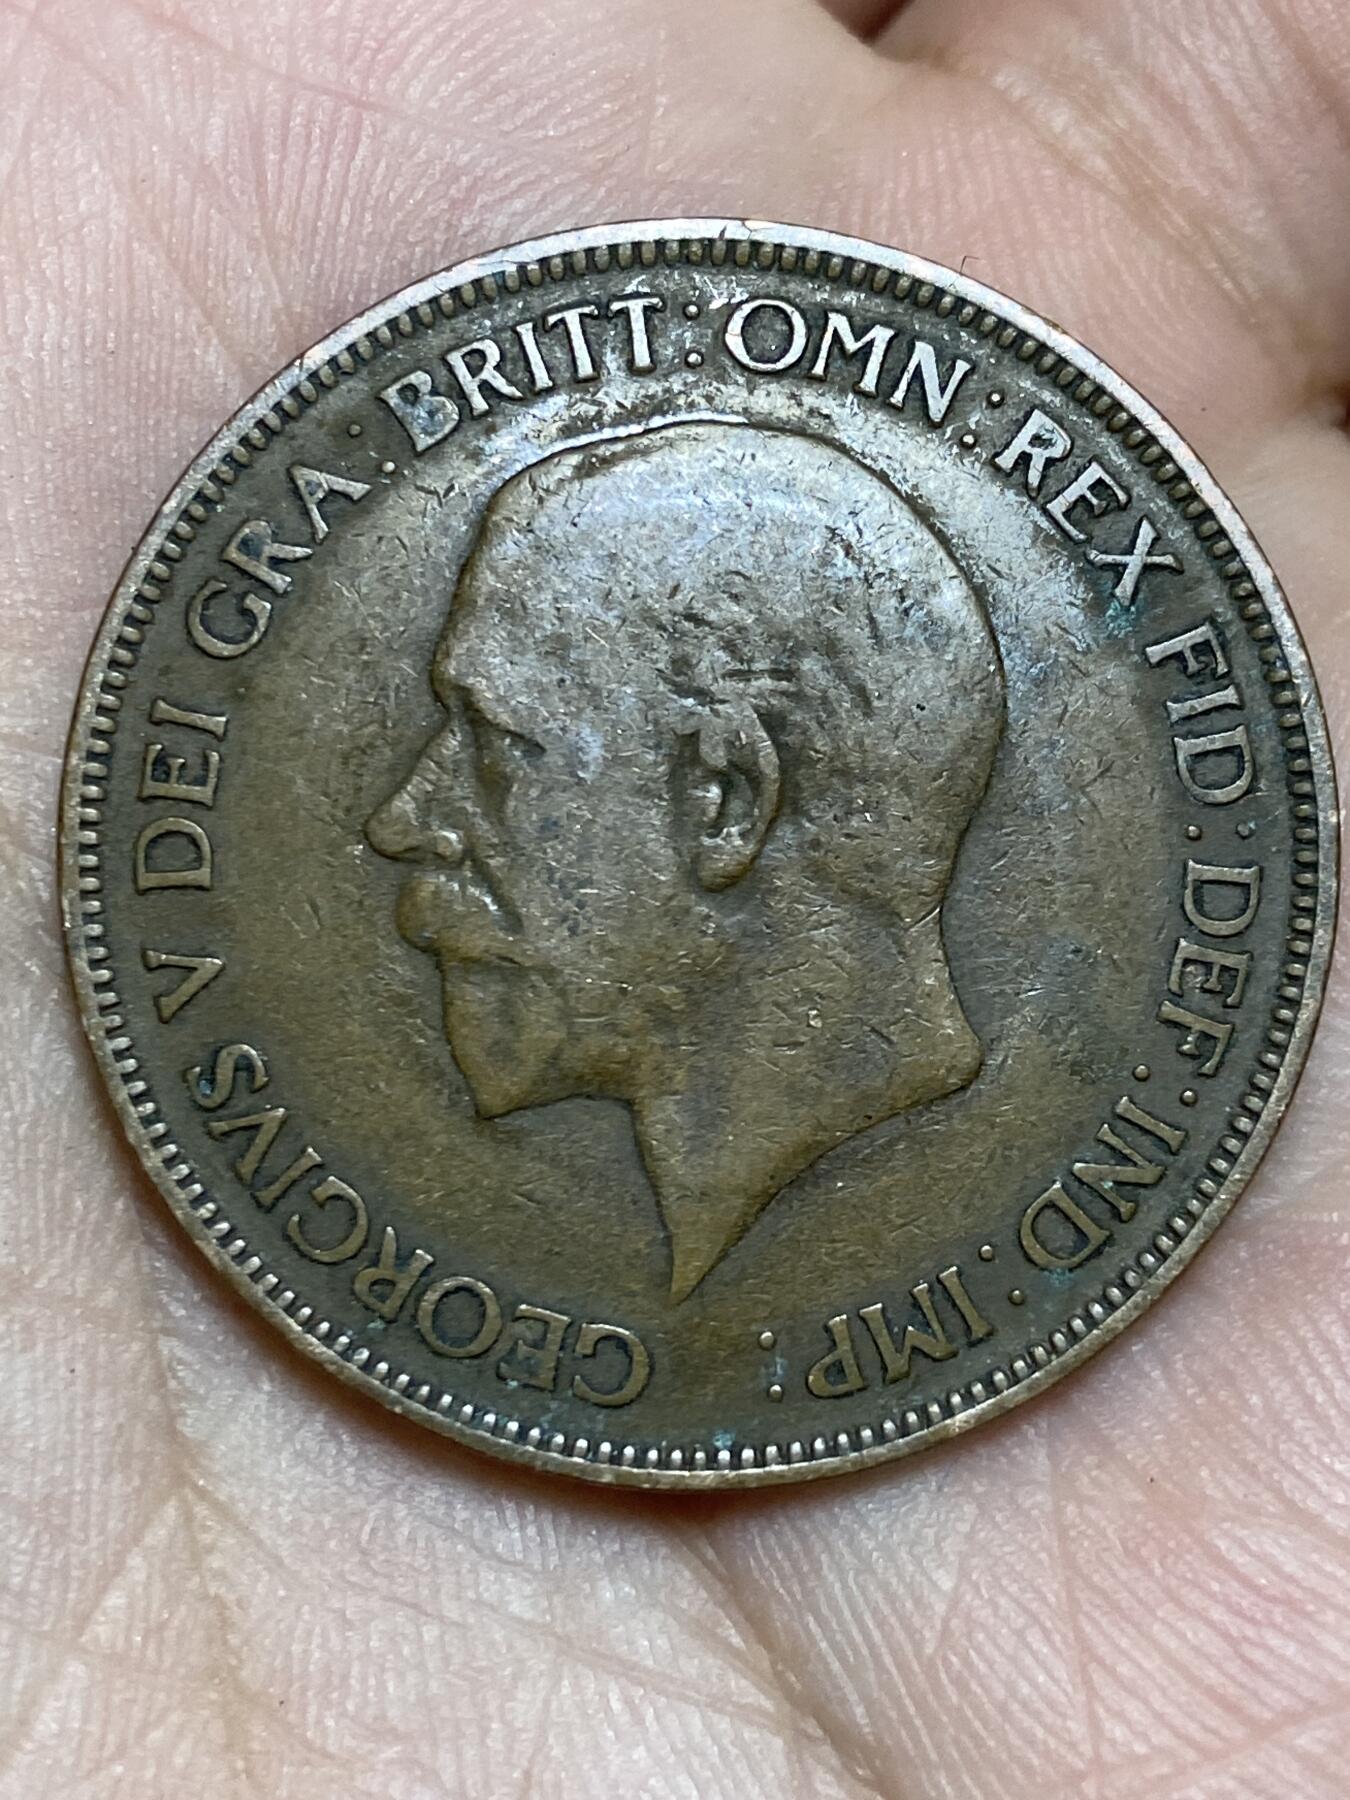 GEORGIVS V DEI GRA: BRITT: OMN: REX FID: DEF: IND: IMP: